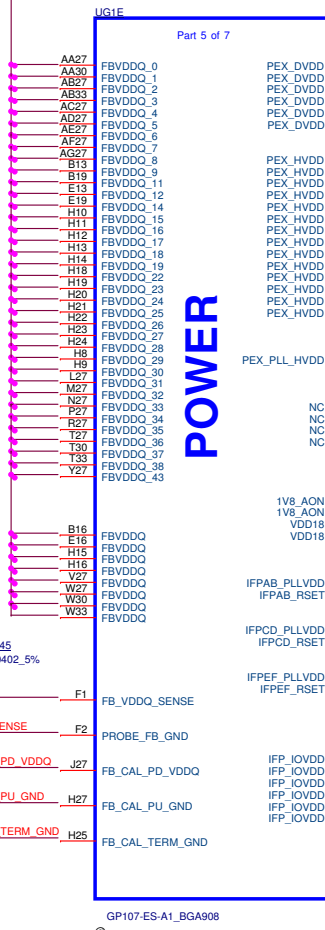 UG1E
Part 5 of 7
AA27 FBVDDQ_0 PEX_DVDD
AA30 FBVDDQ_1 PEX_DVDD
AB27 FBVDDQ_2 PEX_DVDD
AB33 FBVDDQ_3 PEX_DVDD
AC27 FBVDDQ_4 PEX_DVDD
AD27 FBVDDQ_5 PEX_DVDD
AE27 FBVDDQ_6
AF27 FBVDDQ_7
AG27 FBVDDQ_8 PEX_HVDD
B13 FBVDDQ_9 PEX_HVDD
B19 FBVDDQ_11 PEX_HVDD
E13 FBVDDQ_12 PEX_HVDD
E19 FBVDDQ_14 PEX_HVDD
H10 FBVDDQ_15 PEX_HVDD
H11 FBVDDQ_16 PEX_HVDD
H12 FBVDDQ_17 PEX_HVDD
H13 FBVDDQ_18 PEX_HVDD
H14 FBVDDQ_19 PEX_HVDD
H18 FBVDDQ_22 PEX_HVDD
H19 FBVDDQ_23 PEX_HVDD
H20 FBVDDQ_24 PEX_HVDD
H21 FBVDDQ_25 PEX_HVDD
H22 FBVDDQ_26
H23 FBVDDQ_27
H24 FBVDDQ_28
H8 FBVDDQ_29 PEX_PLL_HVDD
H9 FBVDDQ_30
L27 FBVDDQ_31
M27 FBVDDQ_32
N27 FBVDDQ_33 NC
P27 FBVDDQ_34 NC
R27 FBVDDQ_35 NC
T27 FBVDDQ_36 NC
T30 FBVDDQ_37
T33 FBVDDQ_38
Y27 FBVDDQ_43
POWER
1V8_AON
1V8_AON
VDD18
B16 FBVDDQ VDD18
E16 FBVDDQ
H15 FBVDDQ
H16 FBVDDQ
V27 FBVDDQ IFPAB_PLLVDD
W27 FBVDDQ IFPAB_RSET
W30 FBVDDQ
W33 FBVDDQ
IFPCD_PLLVDD
45 IFPCD_RSET
0402_5%
IFPEF_PLLVDD
IFPEF_RSET
F1 FB_VDDQ_SENSE
ENSE F2 PROBE_FB_GND
IFP_IOVDD
PD_VDDQ J27 FB_CAL_PD_VDDQ IFP_IOVDD
IFP_IOVDD
IFP_IOVDD
PU_GND H27 FB_CAL_PU_GND IFP_IOVDD
IFP_IOVDD
TERM_GND H25 FB_CAL_TERM_GND
GP107-ES-A1_BGA908